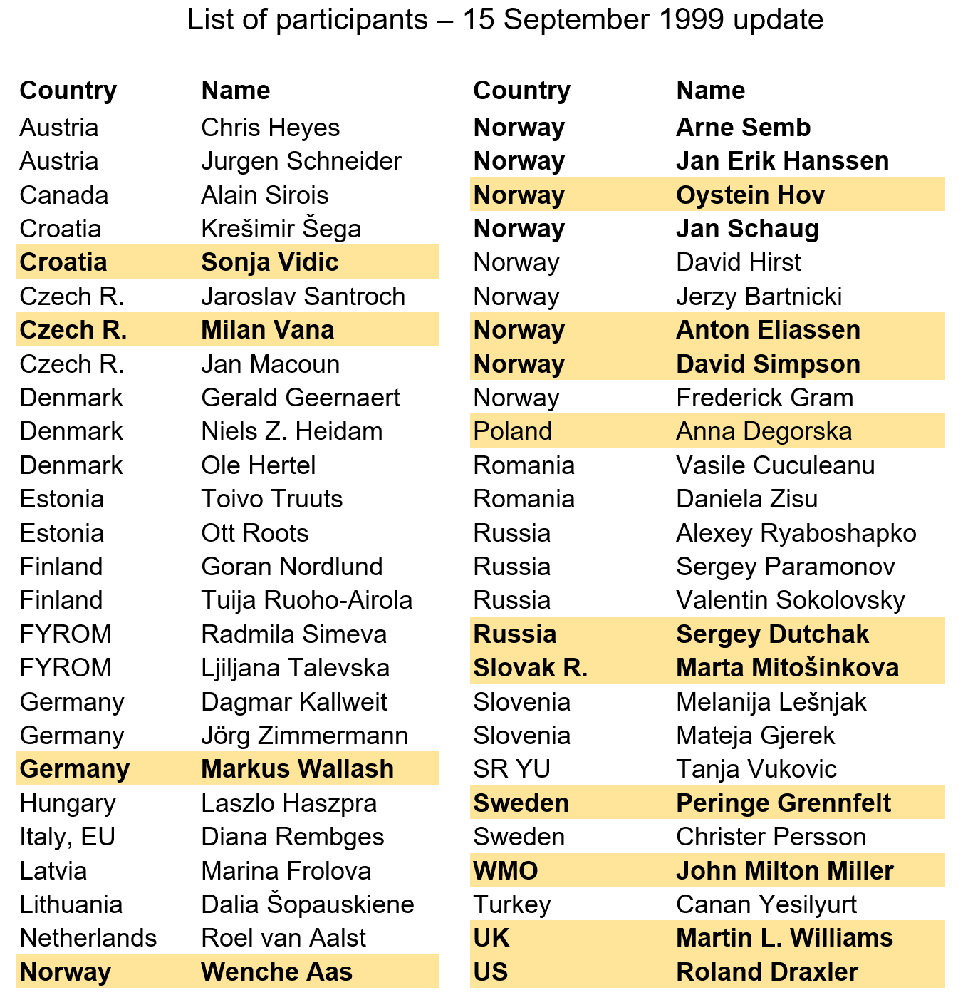 List of participants – 15 September 1999 update
Country Name Country Name
Austria Chris Heyes Norway Arne Semb
Austria Jurgen Schneider Norway Jan Erik Hanssen
Canada Alain Sirois Norway Oystein Hov
Croatia Krešimir Šega Norway Jan Schaug
Croatia Sonja Vidic Norway David Hirst
Czech R. Jaroslav Santroch Norway Jerzy Bartnicki
Czech R. Milan Vana Norway Anton Eliassen
Czech R. Jan Macoun Norway David Simpson
Denmark Gerald Geernaert Norway Frederick Gram
Denmark Niels Z. Heidam Poland Anna Degorska
Denmark Ole Hertel Romania Vasile Cuculeanu
Estonia Toivo Truuts Romania Daniela Zisu
Estonia Ott Roots Russia Alexey Ryaboshapko
Finland Goran Nordlund Russia Sergey Paramonov
Finland Tuija Ruoho-Airola Russia Valentin Sokolovsky
FYROM Radmila Simeva Russia Sergey Dutchak
FYROM Ljiljana Talevska Slovak R. Marta Mitošinkova
Germany Dagmar Kallweit Slovenia Melanija Lešnjak
Germany Jörg Zimmermann Slovenia Mateja Gjerek
Germany Markus Wallash SR YU Tanja Vukovic
Hungary Laszlo Haszpra Sweden Peringe Grennfelt
Italy, EU Diana Rembges Sweden Christer Persson
Latvia Marina Frolova WMO John Milton Miller
Lithuania Dalia Šopauskiene Turkey Canan Yesilyurt
Netherlands Roel van Aalst UK Martin L. Williams
Norway Wenche Aas US Roland Draxler